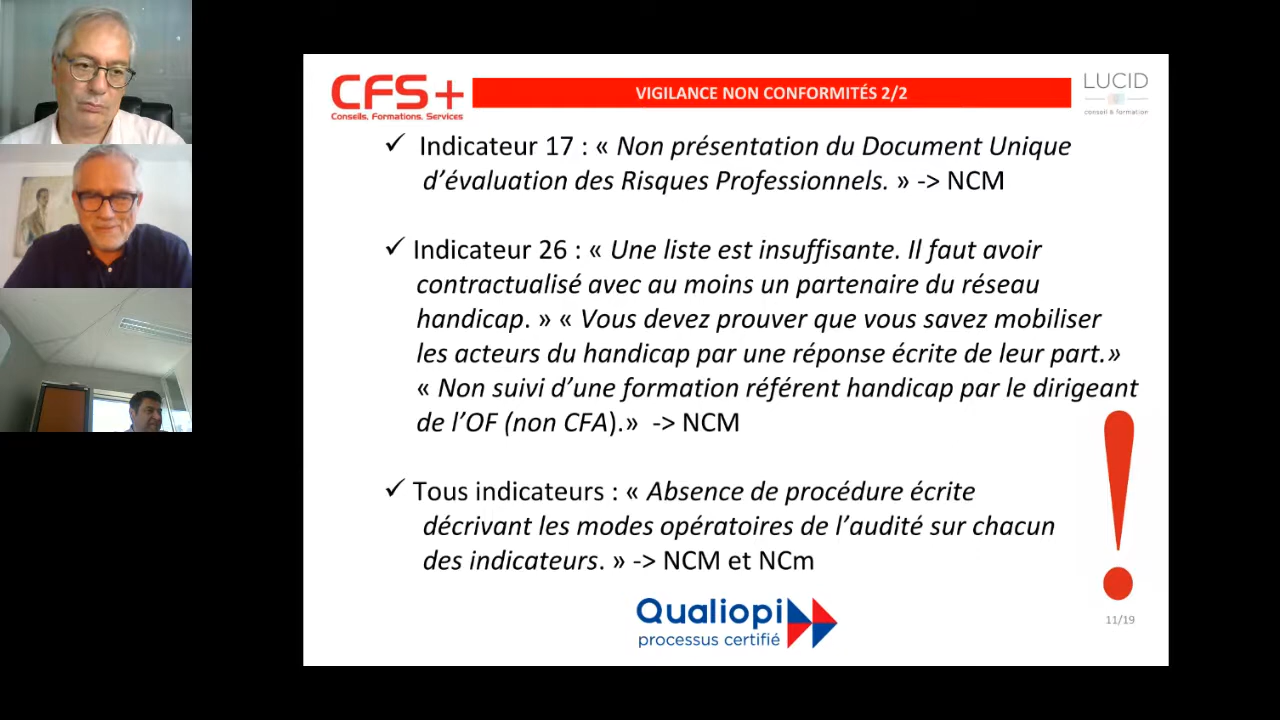 CFS+
Conseils, Formations, Services
VIGILANCE NON CONFORMITÉS 2/2
LUCID
conseil & formation
✓ Indicateur 17 : « Non présentation du Document Unique
d’évaluation des Risques Professionnels. » -> NCM
✓ Indicateur 26 : « Une liste est insuffisante. Il faut avoir
contractualisé avec au moins un partenaire du réseau
handicap. » « Vous devez prouver que vous savez mobiliser
les acteurs du handicap par une réponse écrite de leur part.»
« Non suivi d’une formation référent handicap par le dirigeant
de l’OF (non CFA).» -> NCM
✓ Tous indicateurs : « Absence de procédure écrite
décrivant les modes opératoires de l’audité sur chacun
des indicateurs. » -> NCM et NCm
!
Qualiopi
processus certifié
11/19